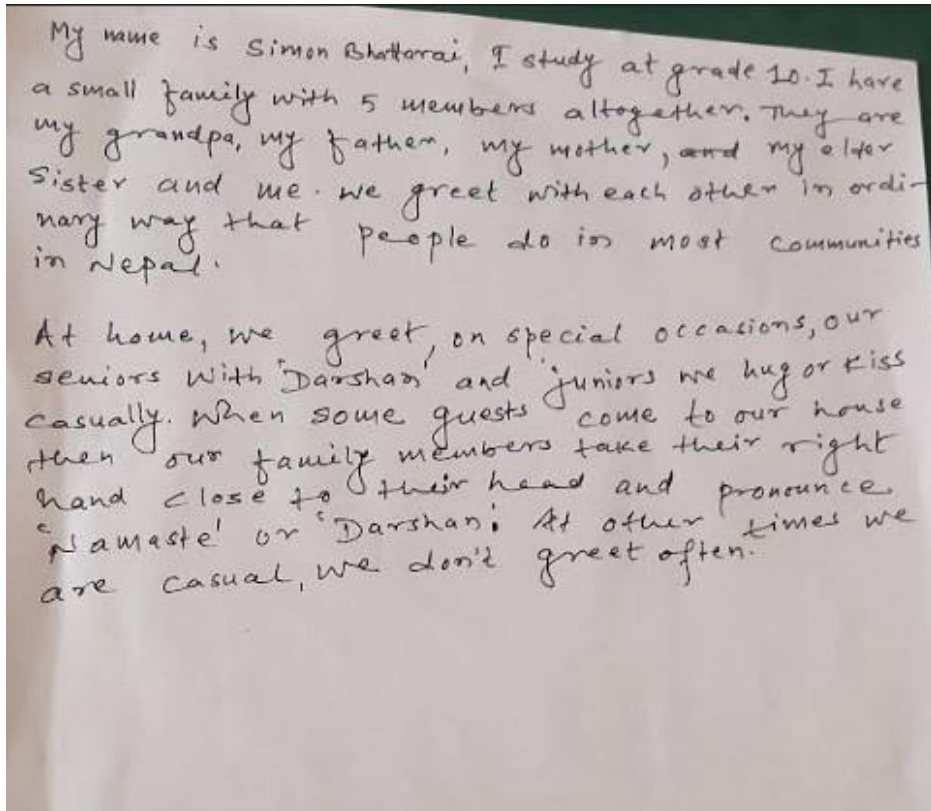 My name is Simon Bhattarai, I study at grade 10. I have
a small family with 5 members altogether. They are
my grandpa, my father, my mother, and my elder
Sister and me. we greet with each other in ordi-
nary way that people do in most communities
in Nepal.
At home, we greet, on special occasions, our
seniors with 'Darshan' and juniors we hug or kiss
casually. When some guests come to our house
then our family members take their right
hand close to their head and pronounce
'Namaste' or 'Darshan'. At other times we
are casual, we don't greet often.